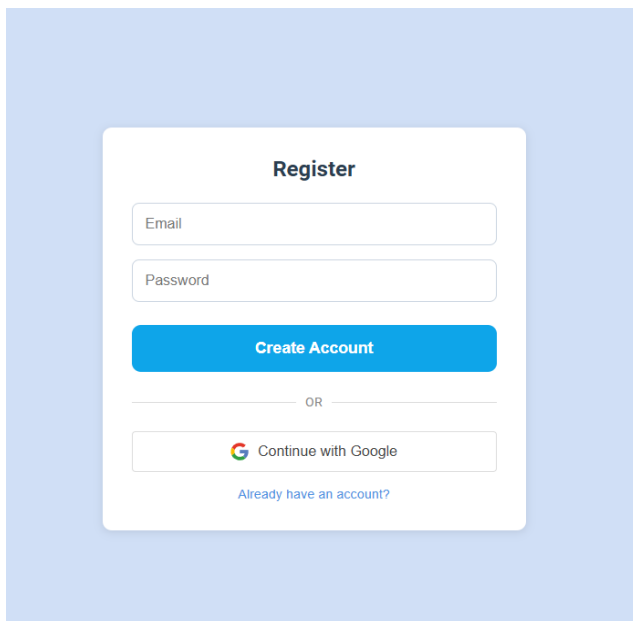 Register
Email
Password
Create Account
OR
Continue with Google
Already have an account?